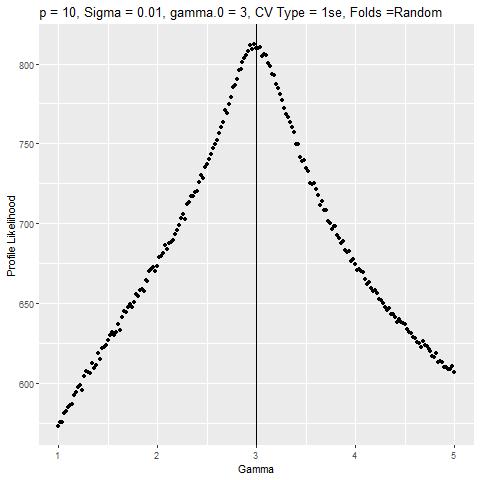 p = 10, Sigma = 0.01, gamma.0 = 3, CV Type = 1se, Folds =Random
Profile Likelihood
800
750
700
650
600
1 2 3 4 5
Gamma